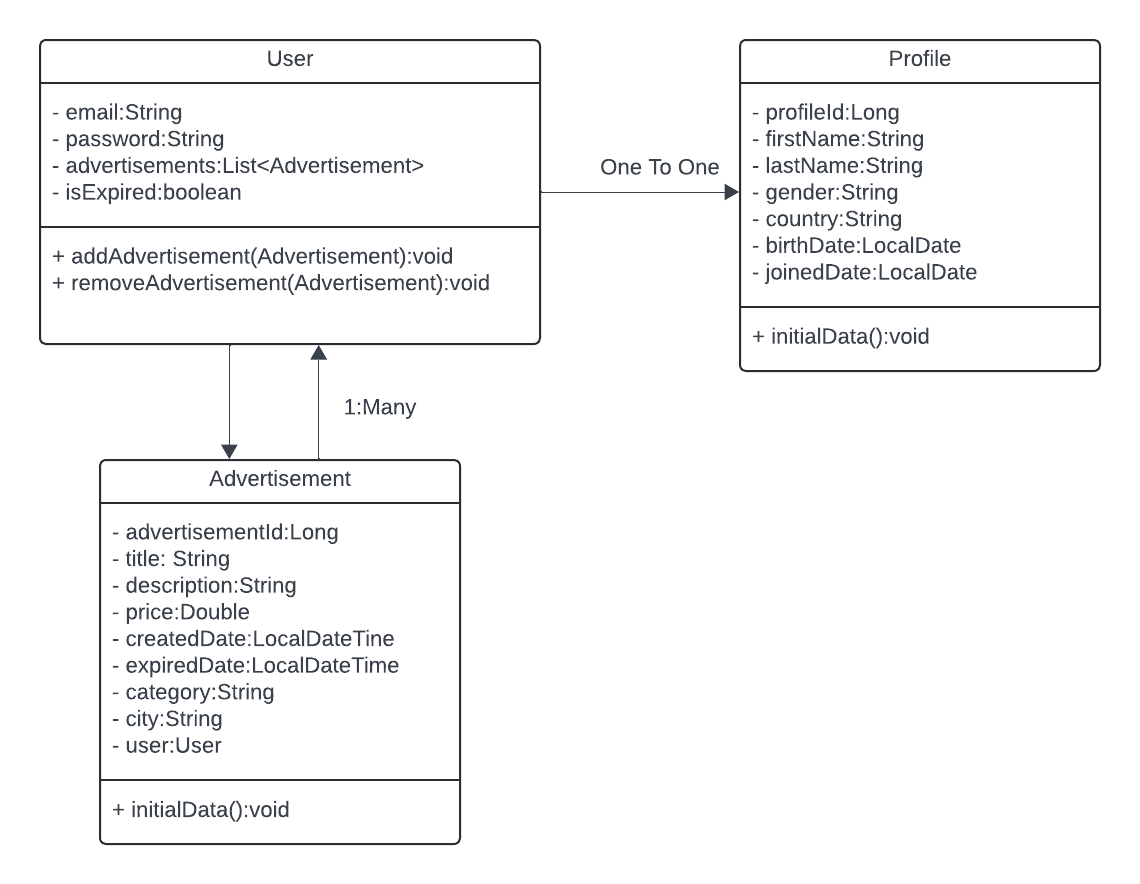 User
- email:String
- password:String
- advertisements:List<Advertisement>
- isExpired:boolean
+ addAdvertisement(Advertisement):void
+ removeAdvertisement(Advertisement):void
One To One
Profile
- profileId:Long
- firstName:String
- lastName:String
- gender:String
- country:String
- birthDate:LocalDate
- joinedDate:LocalDate
+ initialData():void
1:Many
Advertisement
- advertisementId:Long
- title: String
- description:String
- price:Double
- createdDate:LocalDateTine
- expiredDate:LocalDateTime
- category:String
- city:String
- user:User
+ initialData():void